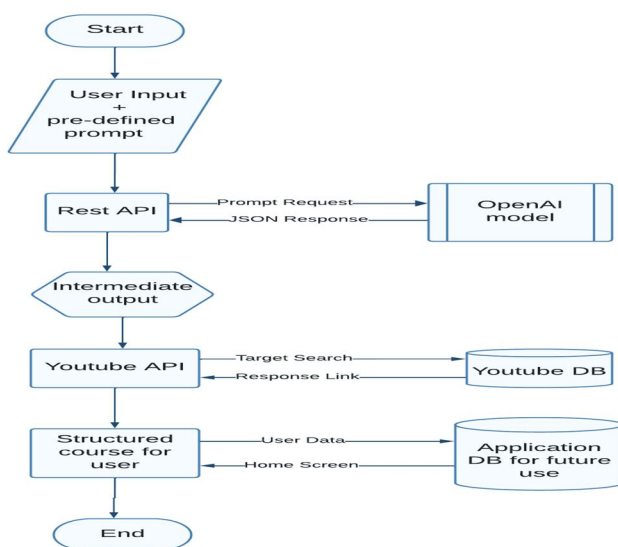 Start
User Input
+
pre-defined
prompt
Rest API
Prompt Request
JSON Response
OpenAI
model
Intermediate
output
Youtube API
Target Search
Response Link
Youtube DB
Structured
course for
user
User Data
Home Screen
Application
DB for future
use
End